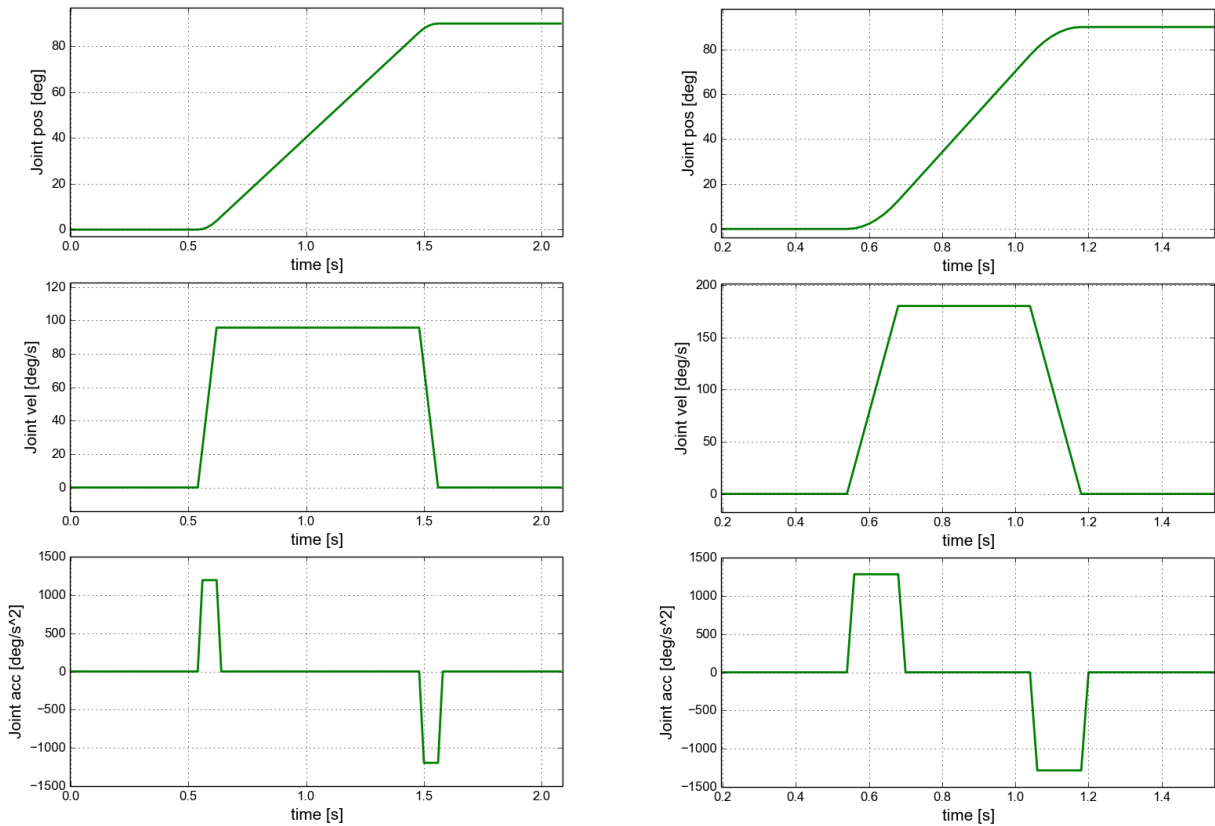 Joint pos [deg]
80
60
40
20
0
0.0 0.5 1.0 1.5 2.0
time [s]
Joint pos [deg]
80
60
40
20
0
0.2 0.4 0.6 0.8 1.0 1.2 1.4
time [s]
Joint vel [deg/s]
120
100
80
60
40
20
0
0.0 0.5 1.0 1.5 2.0
time [s]
Joint vel [deg/s]
200
150
100
50
0
0.2 0.4 0.6 0.8 1.0 1.2 1.4
time [s]
Joint acc [deg/s^2]
1500
1000
500
0
−500
−1000
−1500
0.0 0.5 1.0 1.5 2.0
time [s]
Joint acc [deg/s^2]
1500
1000
500
0
−500
−1000
−1500
0.2 0.4 0.6 0.8 1.0 1.2 1.4
time [s]